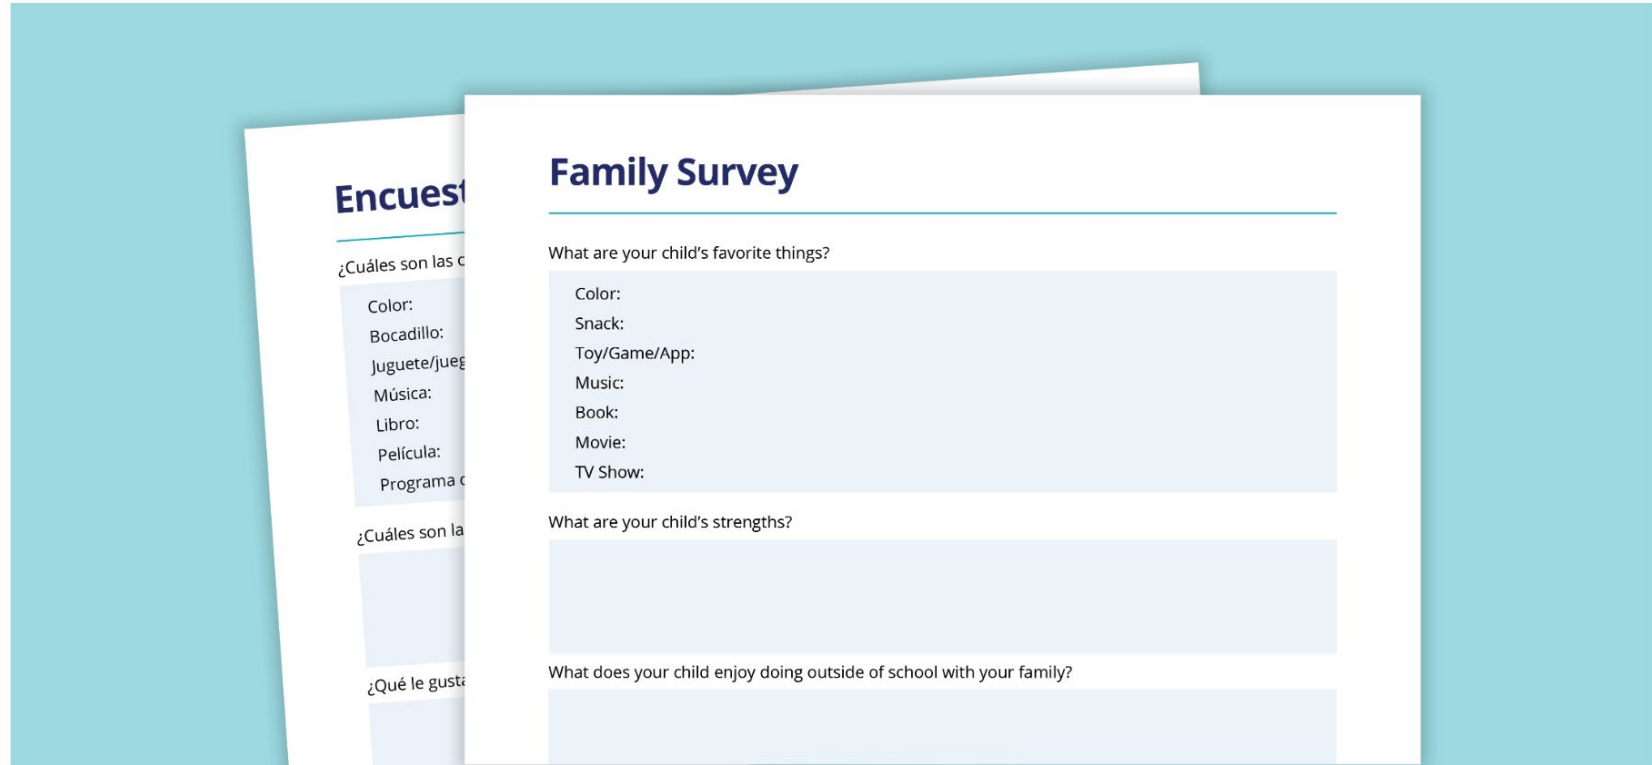 Encuest
¿Cuáles son las c
Color:
Bocadillo:
Juguete/jueg
Música:
Libro:
Película:
Programa d
¿Cuáles son la
¿Qué le gusta
Family Survey
What are your child’s favorite things?
Color:
Snack:
Toy/Game/App:
Music:
Book:
Movie:
TV Show:
What are your child’s strengths?
What does your child enjoy doing outside of school with your family?